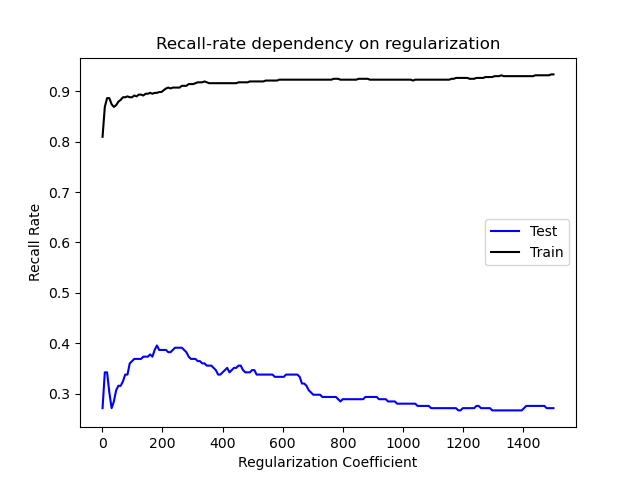 Recall-rate dependency on regularization
Recall Rate
0.9
0.8
0.7
0.6
0.5
0.4
0.3
Test
Train
0 200 400 600 800 1000 1200 1400
Regularization Coefficient